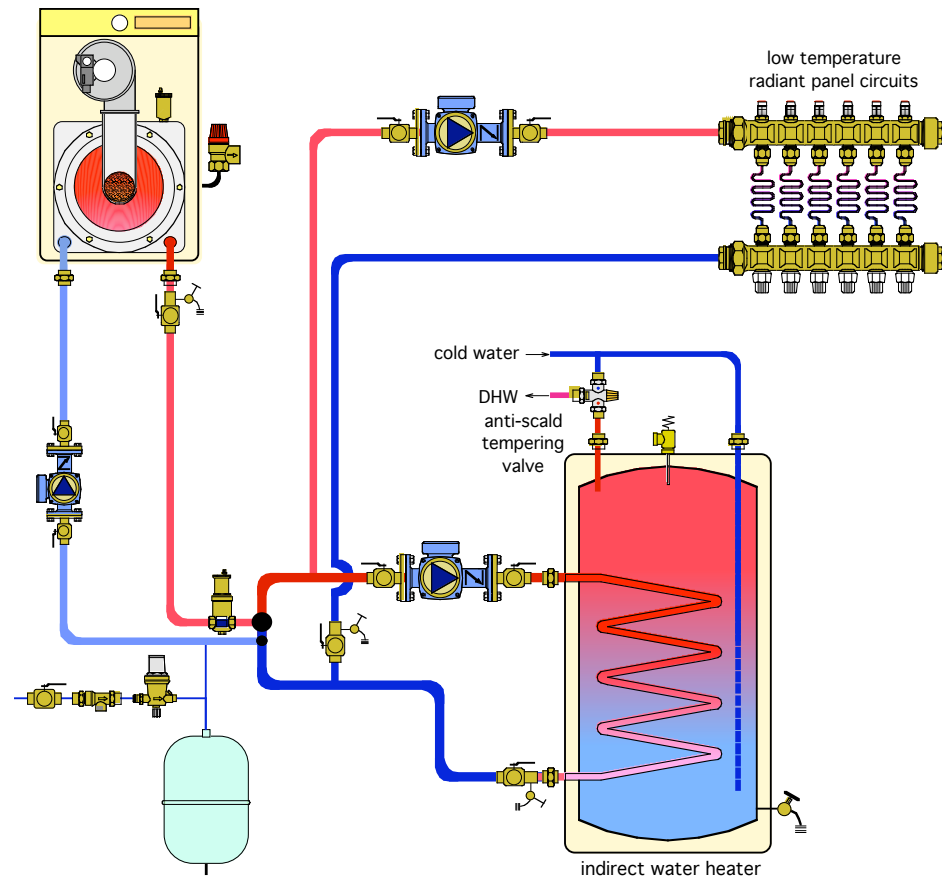 low temperature
radiant panel circuits
cold water
DHW
anti-scald
tempering
valve
indirect water heater